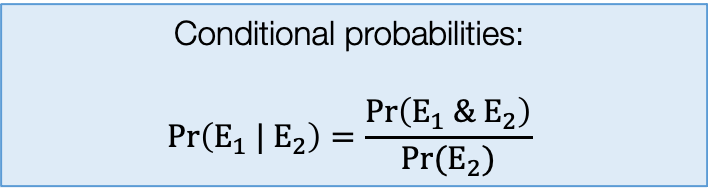 Conditional probabilities:
Pr(E₁ | E₂) = Pr(E₁ & E₂)
Pr(E₂)